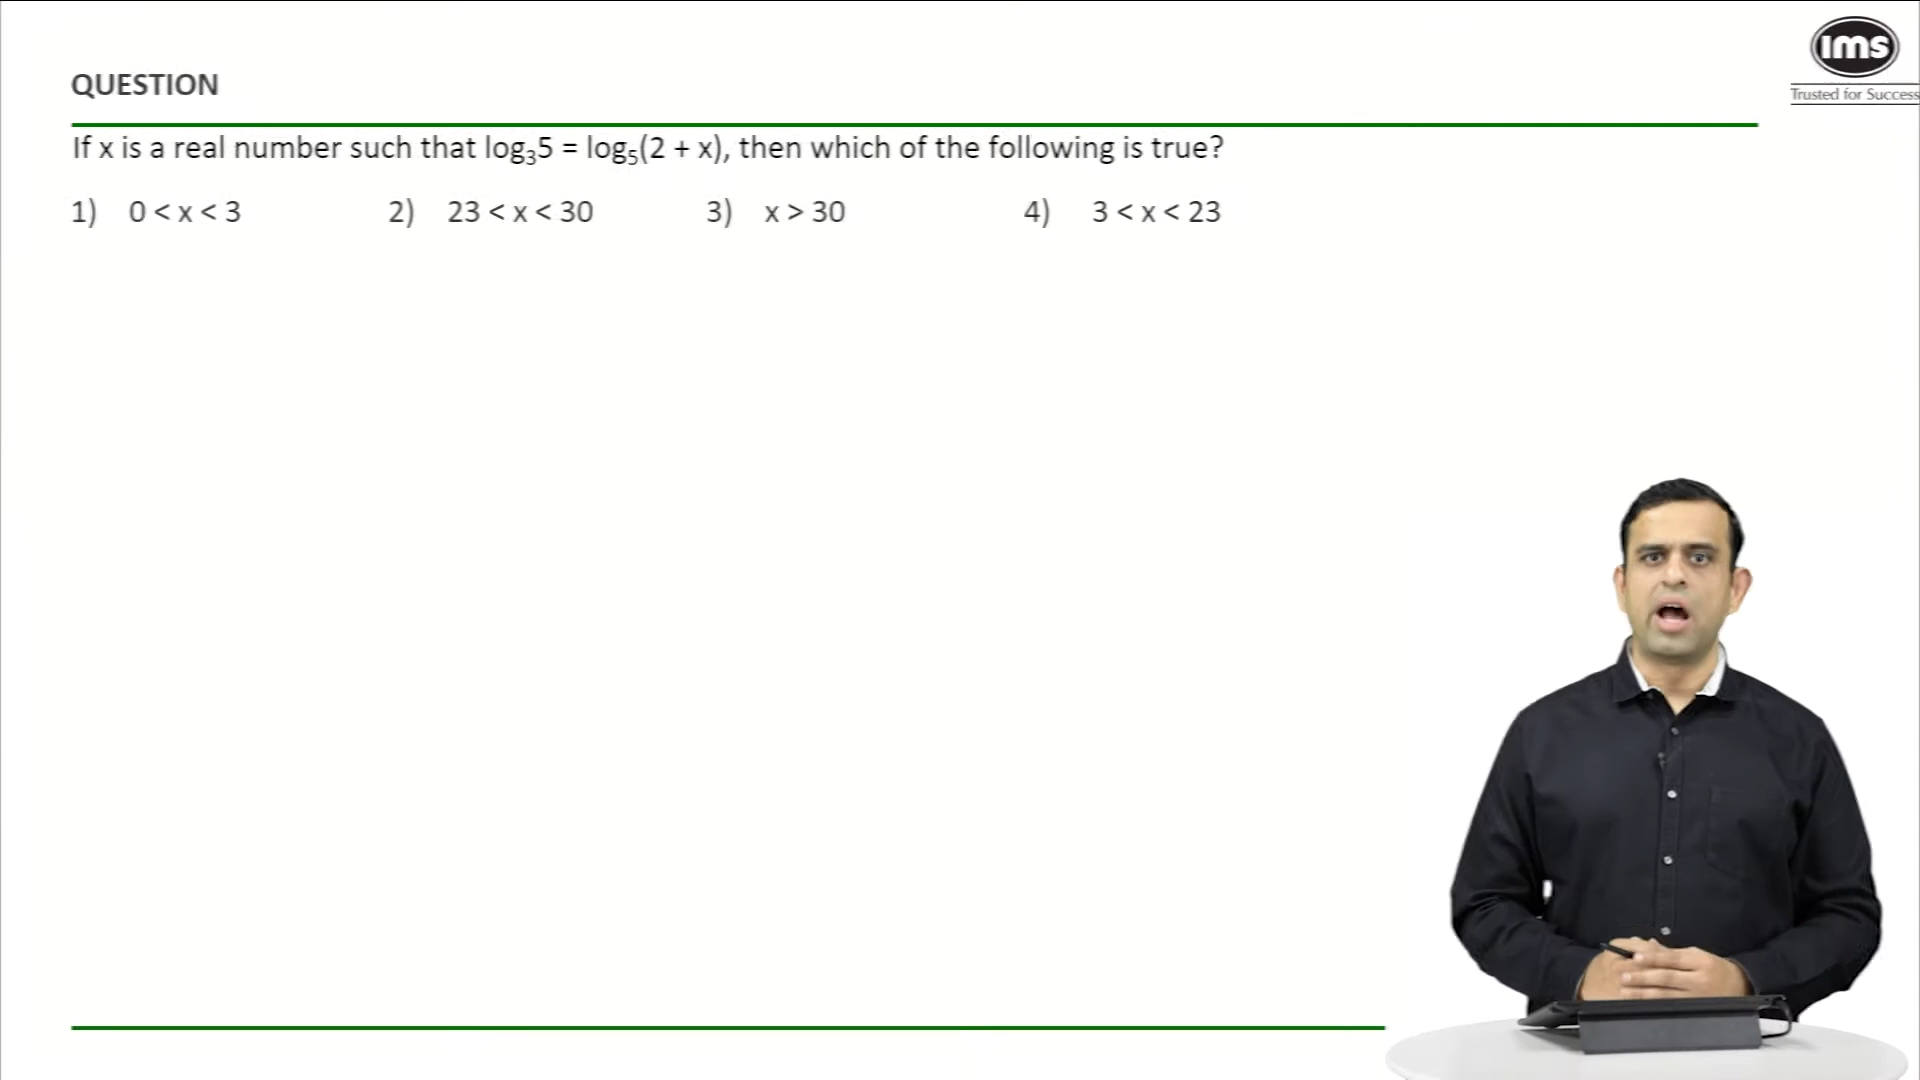 ims
Trusted for Success
QUESTION
If x is a real number such that log₃5 = log₅(2 + x), then which of the following is true?
1) 0 < x < 3 2) 23 < x < 30 3) x > 30 4) 3 < x < 23